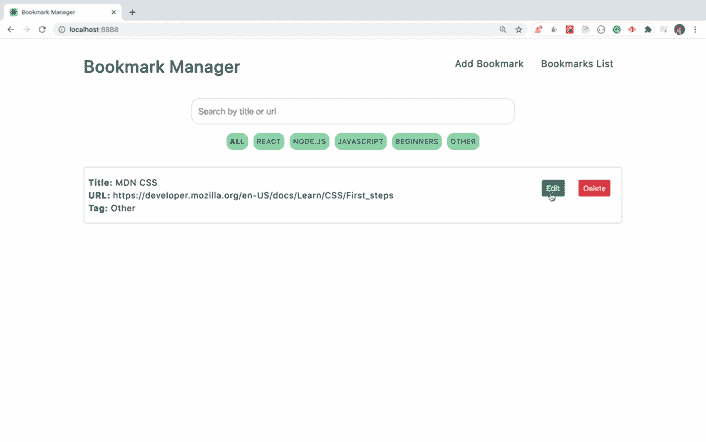 Bookmark Manager
localhost:8888
Bookmark Manager
Add Bookmark
Bookmarks List
Search by title or url
ALL
REACT
NODE.JS
JAVASCRIPT
BEGINNERS
OTHER
Title: MDN CSS
URL: https://developer.mozilla.org/en-US/docs/Learn/CSS/First_steps
Tag: Other
Edit
Delete